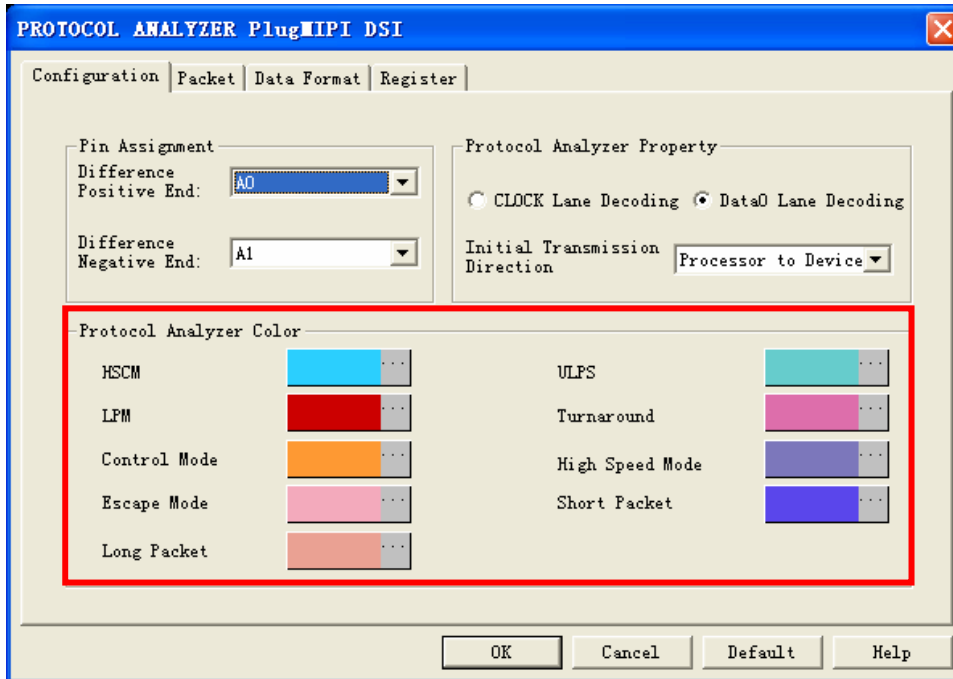 PROTOCOL ANALYZER PlugMIPI DSI
Configuration Packet Data Format Register
Pin Assignment
Difference
Positive End:
A0
Difference
Negative End:
A1
Protocol Analyzer Property
CLOCK Lane Decoding Data0 Lane Decoding
Initial Transmission
Direction
Processor to Device
Protocol Analyzer Color
HSCM ...
LPM ...
Control Mode ...
Escape Mode ...
Long Packet ...
ULPS ...
Turnaround ...
High Speed Mode ...
Short Packet ...
OK Cancel Default Help